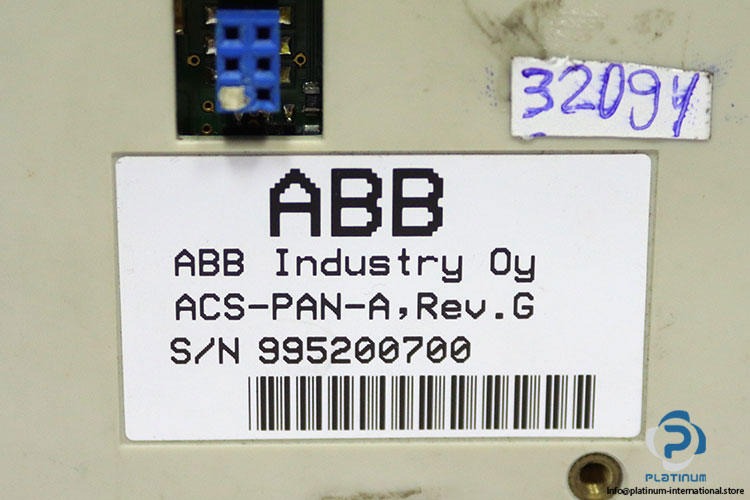 32094
ABB
ABB Industry Oy
ACS-PAN-A,Rev.G
S/N 995200700
P
PLATINUM
info@platinum-international.store